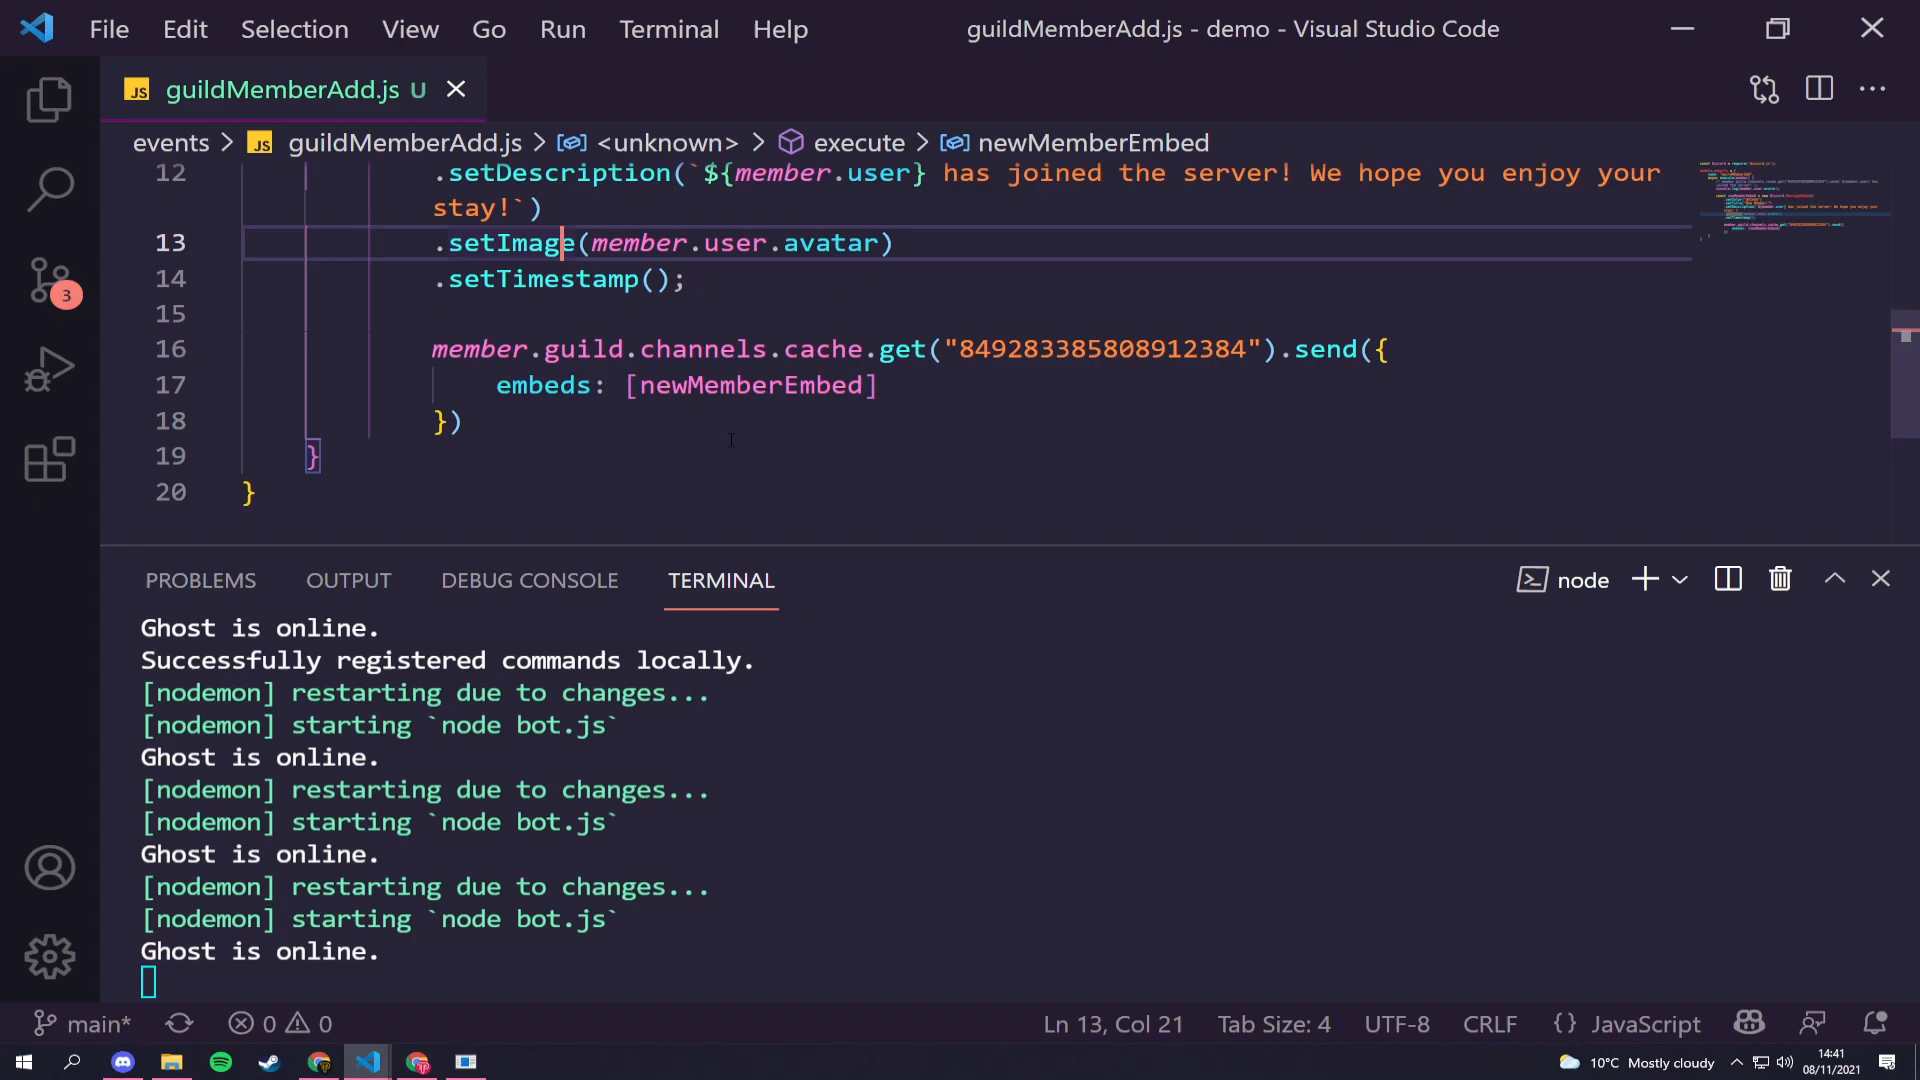 File Edit Selection View Go Run Terminal Help guildMemberAdd.js - demo - Visual Studio Code
JS guildMemberAdd.js U
events > JS guildMemberAdd.js > <unknown> > execute > newMemberEmbed
12 .setDescription(`${member.user} has joined the server! We hope you enjoy your
stay!`)
13 .setImage(member.user.avatar)
14 .setTimestamp();
15
16 member.guild.channels.cache.get("849283385808912384").send({
17 embeds: [newMemberEmbed]
18 })
19 }
20 }
3
PROBLEMS OUTPUT DEBUG CONSOLE TERMINAL node
Ghost is online.
Successfully registered commands locally.
[nodemon] restarting due to changes...
[nodemon] starting `node bot.js`
Ghost is online.
[nodemon] restarting due to changes...
[nodemon] starting `node bot.js`
Ghost is online.
[nodemon] restarting due to changes...
[nodemon] starting `node bot.js`
Ghost is online.
main* 0 0 Ln 13, Col 21 Tab Size: 4 UTF-8 CRLF {} JavaScript
10°C Mostly cloudy 14:41
08/11/2021